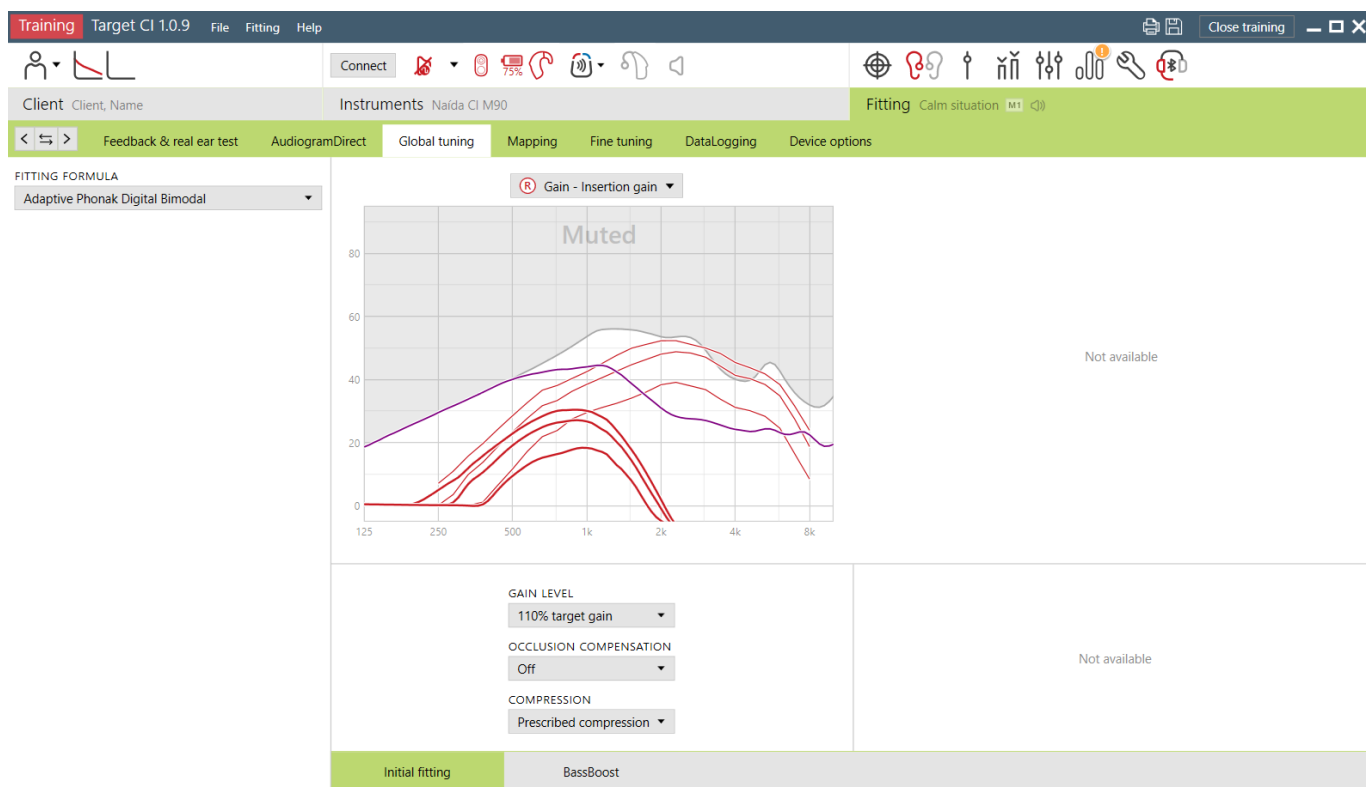 Training Target CI 1.0.9 File Fitting Help Close training
Connect 75% !
Client Client, Name Instruments Naída CI M90 Fitting Calm situation M1
Feedback & real ear test AudiogramDirect Global tuning Mapping Fine tuning DataLogging Device options
FITTING FORMULA
Adaptive Phonak Digital Bimodal
R Gain - Insertion gain
Muted
80
60
40
20
0
125 250 500 1k 2k 4k 8k
Not available
GAIN LEVEL
110% target gain
OCCLUSION COMPENSATION
Off
COMPRESSION
Prescribed compression
Not available
Initial fitting BassBoost